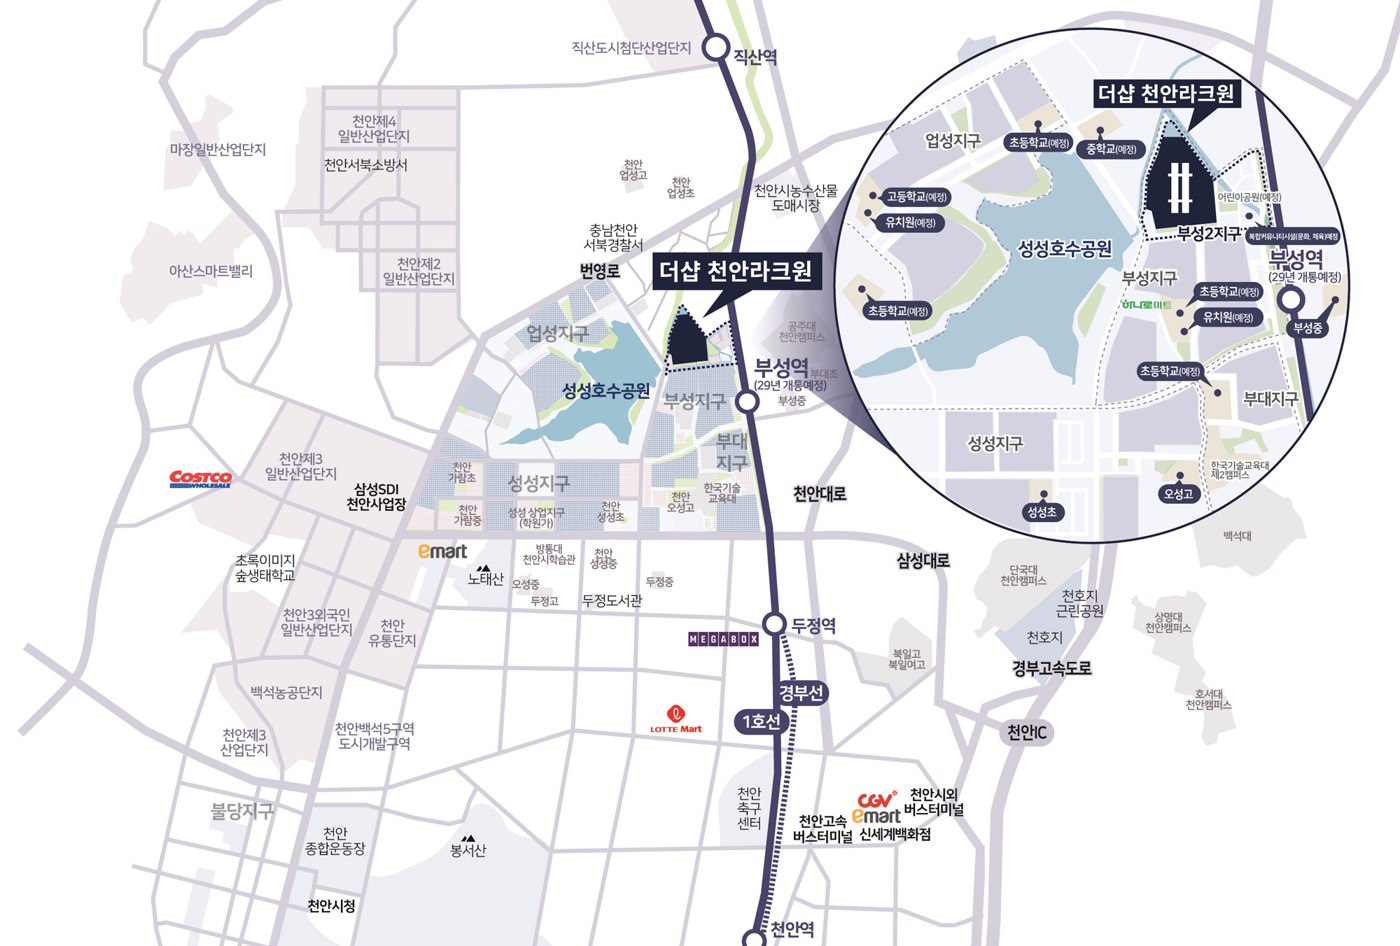 직산도시첨단산업단지
직산역
천안제4
일반산업단지
천안서북소방서
마장일반산업단지
천안
업성고
천안
업성초
천안시농수산물
도매시장
충남천안
서북경찰서
번영로
더샵 천안라크원
아산스마트밸리
천안제2
일반산업단지
업성지구
성성호수공원
부성지구
공주대
천안캠퍼스
부성역
(29년 개통예정)
부대초
부성중
부대
지구
COSTCO
WHOLESALE
천안제3
일반산업단지
삼성SDI
천안사업장
천안
가람초
성성지구
천안
가람중
성성 상업지구
(학원가)
천안
성성초
천안
오성고
한국기술
교육대
천안대로
emart
노태산
방통대
천안시학습관
천안
성성중
오성중
두정고
두정중
두정도서관
삼성대로
초록이미지
숲생태학교
천안3외국인
일반산업단지
천안
유통단지
MEGABOX
두정역
북일고
북일여고
단국대
천안캠퍼스
천호지
근린공원
천호지
경부고속도로
백석대
상명대
천안캠퍼스
호서대
천안캠퍼스
백석농공단지
천안제3
산업단지
천안백석5구역
도시개발구역
LOTTE Mart
경부선
1호선
천안IC
불당지구
천안
종합운동장
봉서산
천안시청
천안
축구
센터
천안고속
버스터미널
CGV
emart
신세계백화점
천안시외
버스터미널
천안역
더샵 천안라크원
업성지구
초등학교(예정)
중학교(예정)
고등학교(예정)
유치원(예정)
어린이공원(예정)
부성2지구
복합커뮤니티시설(문화, 체육)예정
성성호수공원
부성역
(29년 개통예정)
부성지구
초등학교(예정)
하나로마트
초등학교(예정)
유치원(예정)
부성중
초등학교(예정)
부대지구
성성지구
한국기술교육대
제2캠퍼스
오성고
성성초